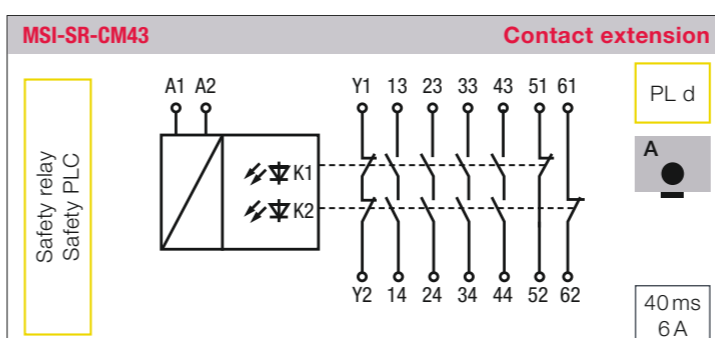 MSI-SR-CM43 Contact extension
A1 A2 Y1 13 23 33 43 51 61
PL d
A
Safety relay
Safety PLC
K1
K2
Y2 14 24 34 44 52 62
40 ms
6 A